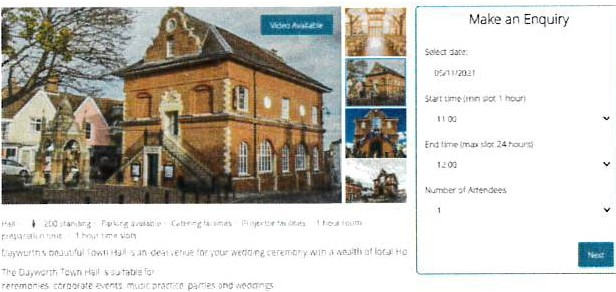 Video Available
Make an Enquiry
Select date:
05/11/2021
Start time (min slot 1 hour)
11:00
End time (max slot 24 hours)
12:00
Number of Attendees
1
Next
Hall 200 standing Parking available Catering facilities Projector facilities 1 hour room
preparation time 1 hour time slots
Dayworth's beautiful Town Hall is an ideal venue for your wedding ceremony with a wealth of local Ho
The Dayworth Town Hall is suitable for
ceremonies, corporate events, music practice, parties and weddings